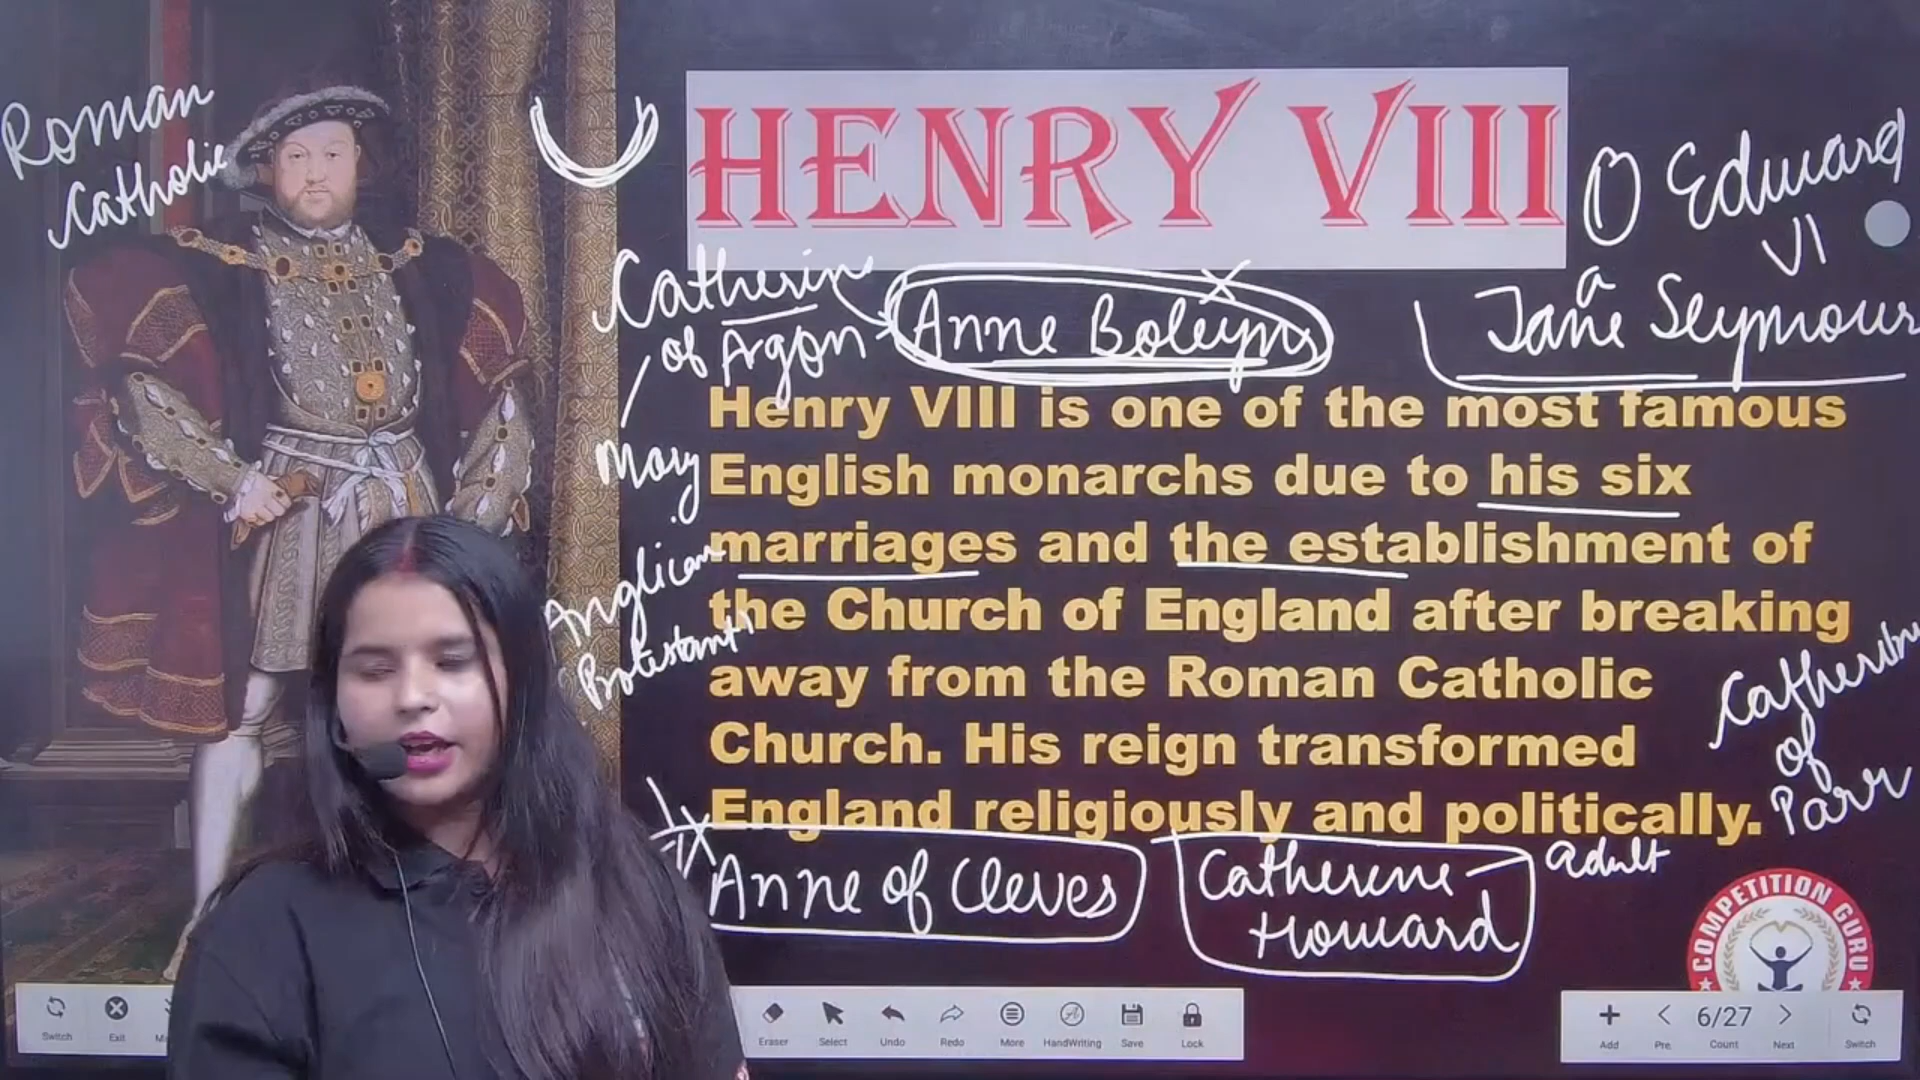 HENRY VIII
Roman
Catholic
Edward
VI
Catherine
of Argon
Anne Boleyn
Jane Seymour
Mary
Henry VIII is one of the most famous
English monarchs due to his six
marriages and the establishment of
the Church of England after breaking
away from the Roman Catholic
Church. His reign transformed
England religiously and politically.
Anglican
Protestant
Catherine
of
Parr
Anne of Cleves
Catherene
Howard
adult
COMPETITION GURU
Switch
Exit
Eraser
Select
Undo
Redo
More
HandWriting
Save
Lock
6/27
Add
Pre
Count
Next
Switch